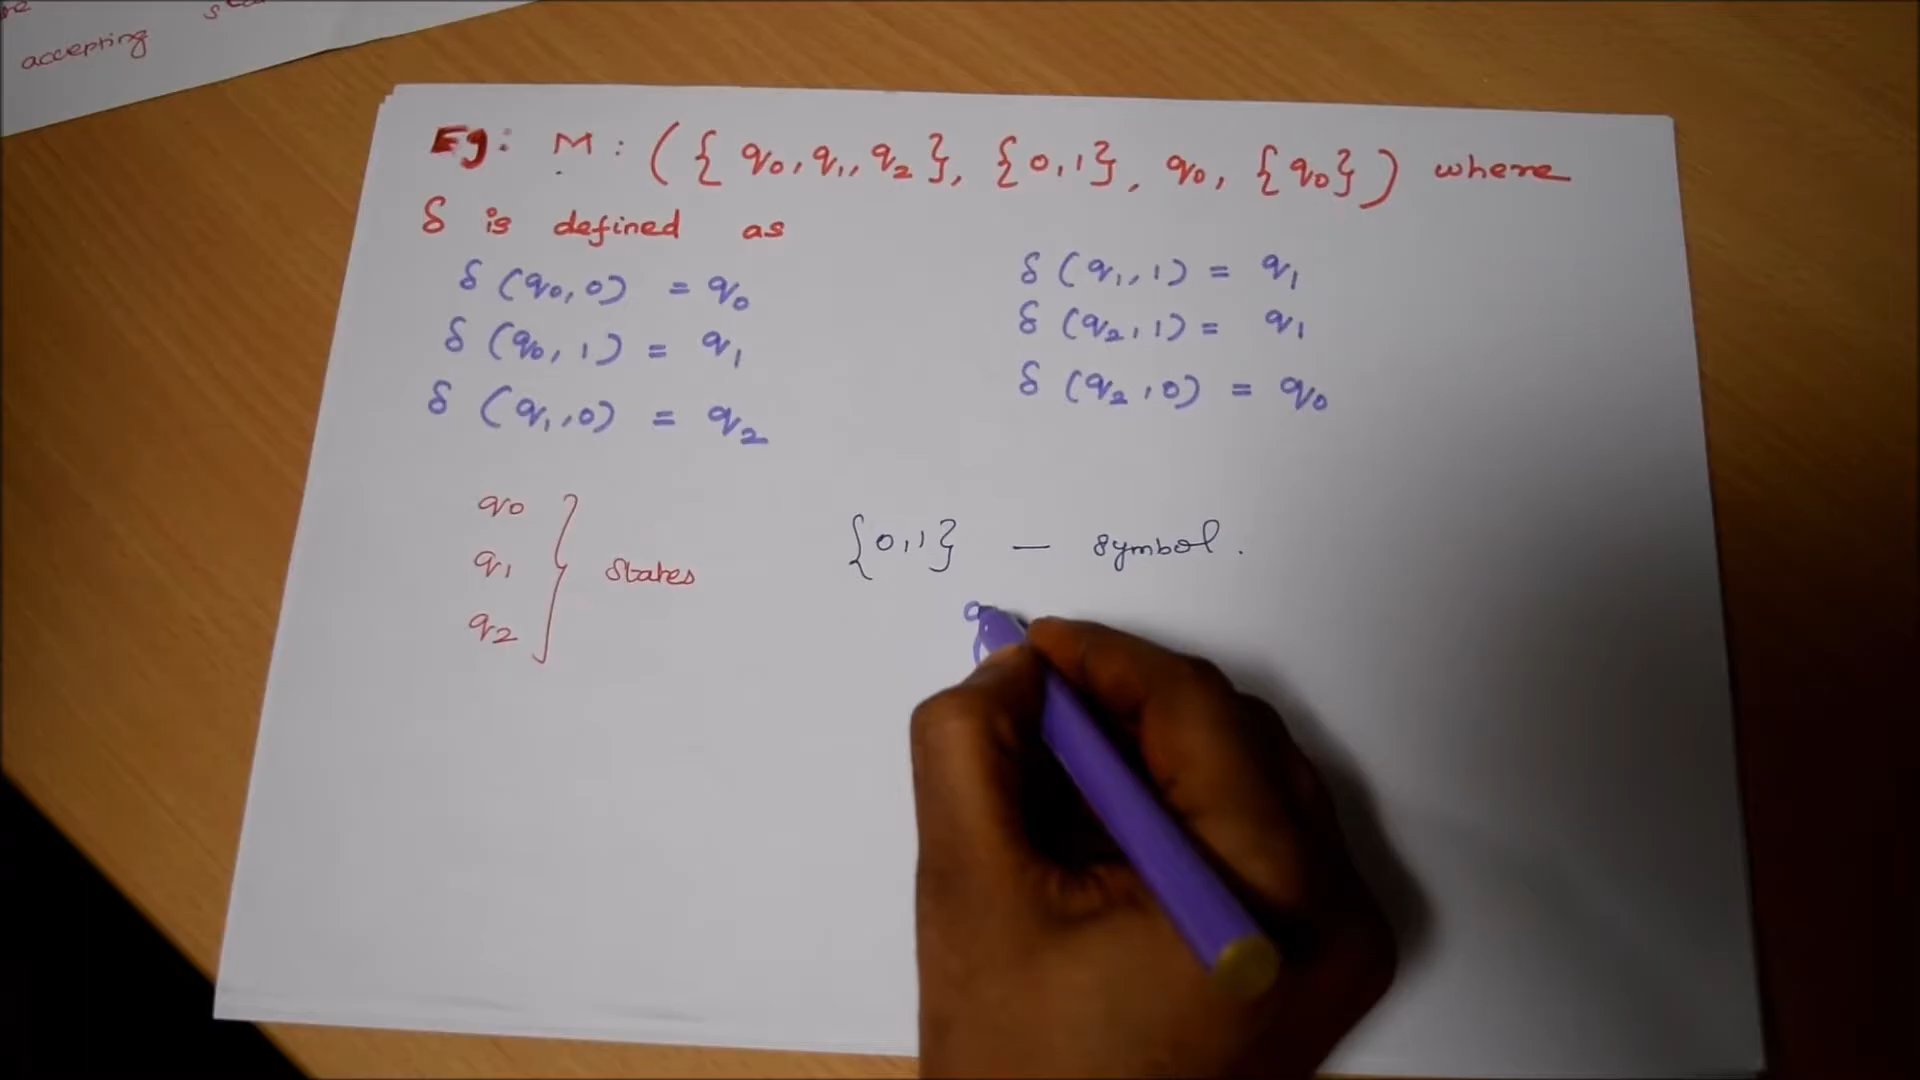 accepting
Eg: M: ({q0, q1, q2}, {0,1}, q0, {q0}) where
δ is defined as
δ (q0, 0) = q0
δ (q0, 1) = q1
δ (q1, 0) = q2
δ (q1, 1) = q1
δ (q2, 1) = q1
δ (q2, 0) = q0
q0
q1
q2
} states
{0,1} — symbol.